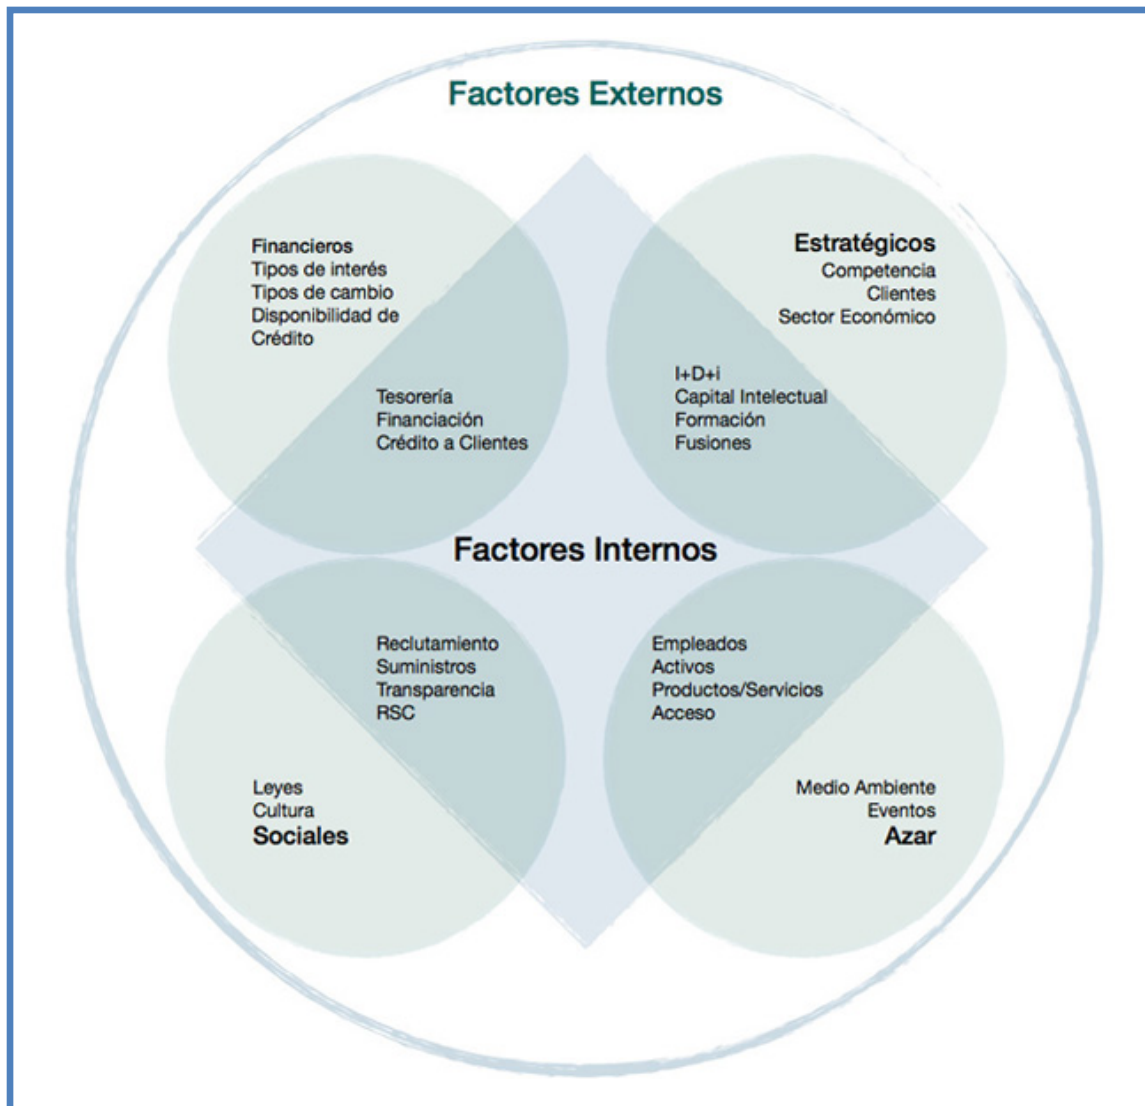 Factores Externos
Financieros
Tipos de interés
Tipos de cambio
Disponibilidad de
Crédito
Tesorería
Financiación
Crédito a Clientes
Estratégicos
Competencia
Clientes
Sector Económico
I+D+i
Capital Intelectual
Formación
Fusiones
Factores Internos
Reclutamiento
Suministros
Transparencia
RSC
Leyes
Cultura
Sociales
Empleados
Activos
Productos/Servicios
Acceso
Medio Ambiente
Eventos
Azar